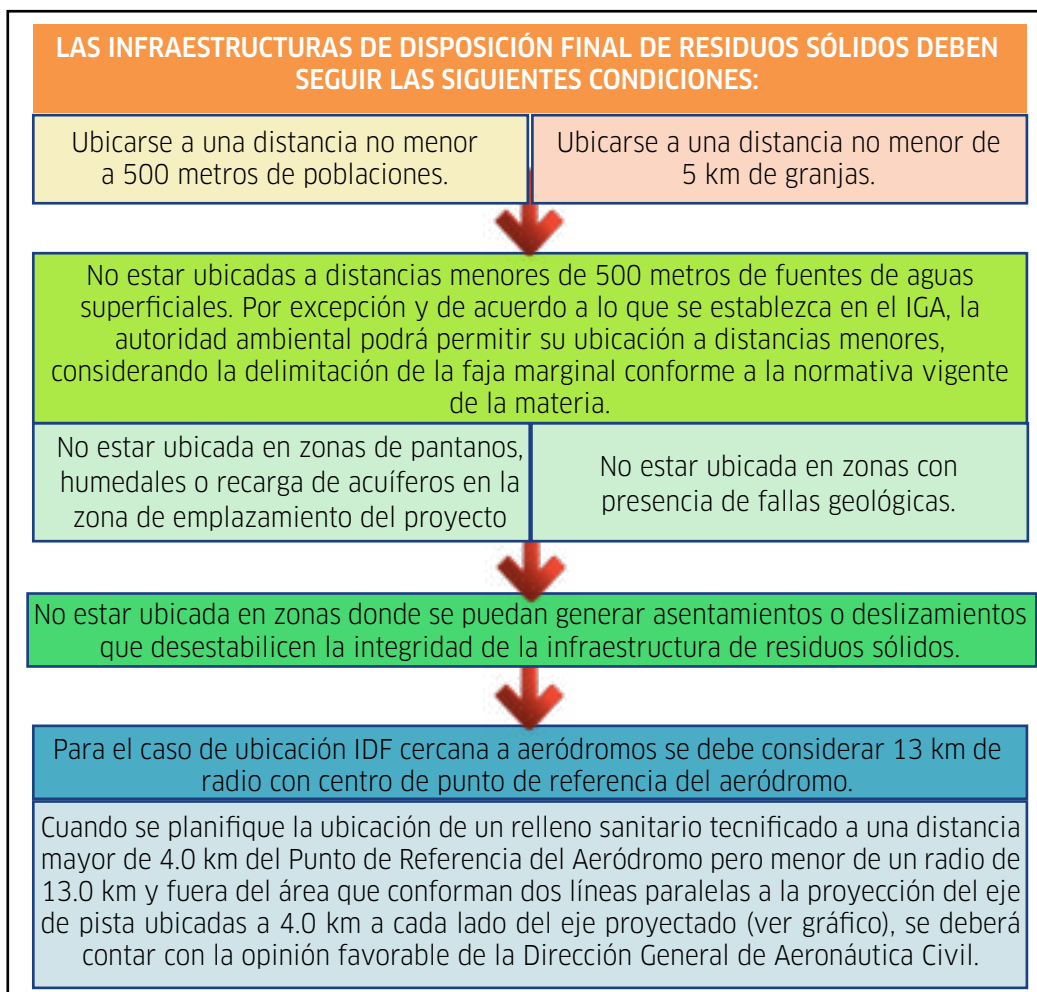 LAS INFRAESTRUCTURAS DE DISPOSICIÓN FINAL DE RESIDUOS SÓLIDOS DEBEN
SEGUIR LAS SIGUIENTES CONDICIONES:
Ubicarse a una distancia no menor
a 500 metros de poblaciones.
Ubicarse a una distancia no menor de
5 km de granjas.
No estar ubicadas a distancias menores de 500 metros de fuentes de aguas
superficiales. Por excepción y de acuerdo a lo que se establezca en el IGA, la
autoridad ambiental podrá permitir su ubicación a distancias menores,
considerando la delimitación de la faja marginal conforme a la normativa vigente
de la materia.
No estar ubicada en zonas de pantanos,
humedales o recarga de acuíferos en la
zona de emplazamiento del proyecto
No estar ubicada en zonas con
presencia de fallas geológicas.
No estar ubicada en zonas donde se puedan generar asentamientos o deslizamientos
que desestabilicen la integridad de la infraestructura de residuos sólidos.
Para el caso de ubicación IDF cercana a aeródromos se debe considerar 13 km de
radio con centro de punto de referencia del aeródromo.
Cuando se planifique la ubicación de un relleno sanitario tecnificado a una distancia
mayor de 4.0 km del Punto de Referencia del Aeródromo pero menor de un radio de
13.0 km y fuera del área que conforman dos líneas paralelas a la proyección del eje
de pista ubicadas a 4.0 km a cada lado del eje proyectado (ver gráfico), se deberá
contar con la opinión favorable de la Dirección General de Aeronáutica Civil.